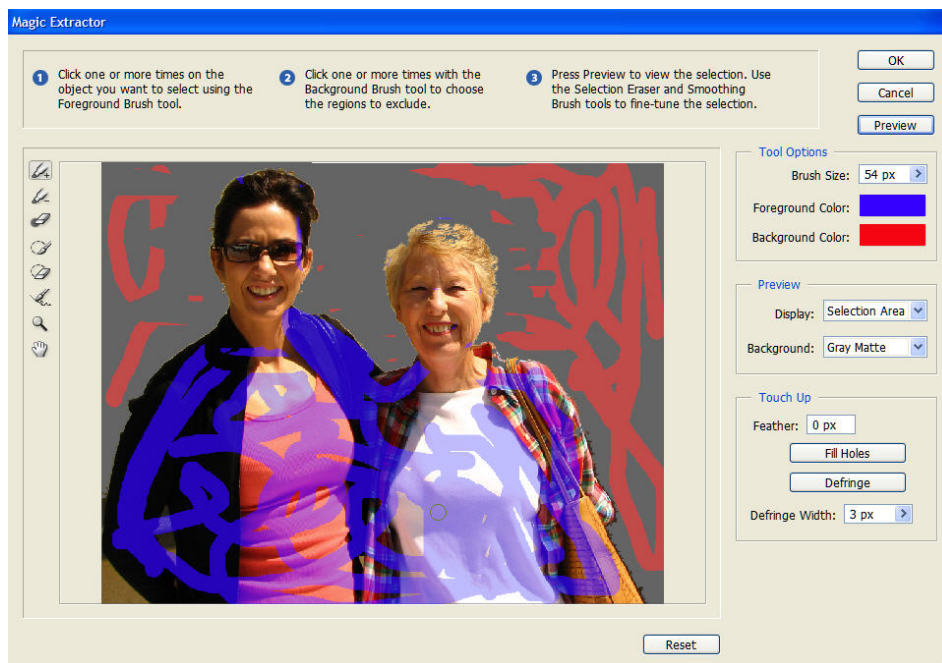 Magic Extractor
1 Click one or more times on the
object you want to select using the
Foreground Brush tool.
2 Click one or more times with the
Background Brush tool to choose
the regions to exclude.
3 Press Preview to view the selection. Use
the Selection Eraser and Smoothing
Brush tools to fine-tune the selection.
OK
Cancel
Preview
Tool Options
Brush Size: 54 px
Foreground Color:
Background Color:
Preview
Display: Selection Area
Background: Gray Matte
Touch Up
Feather: 0 px
Fill Holes
Defringe
Defringe Width: 3 px
Reset